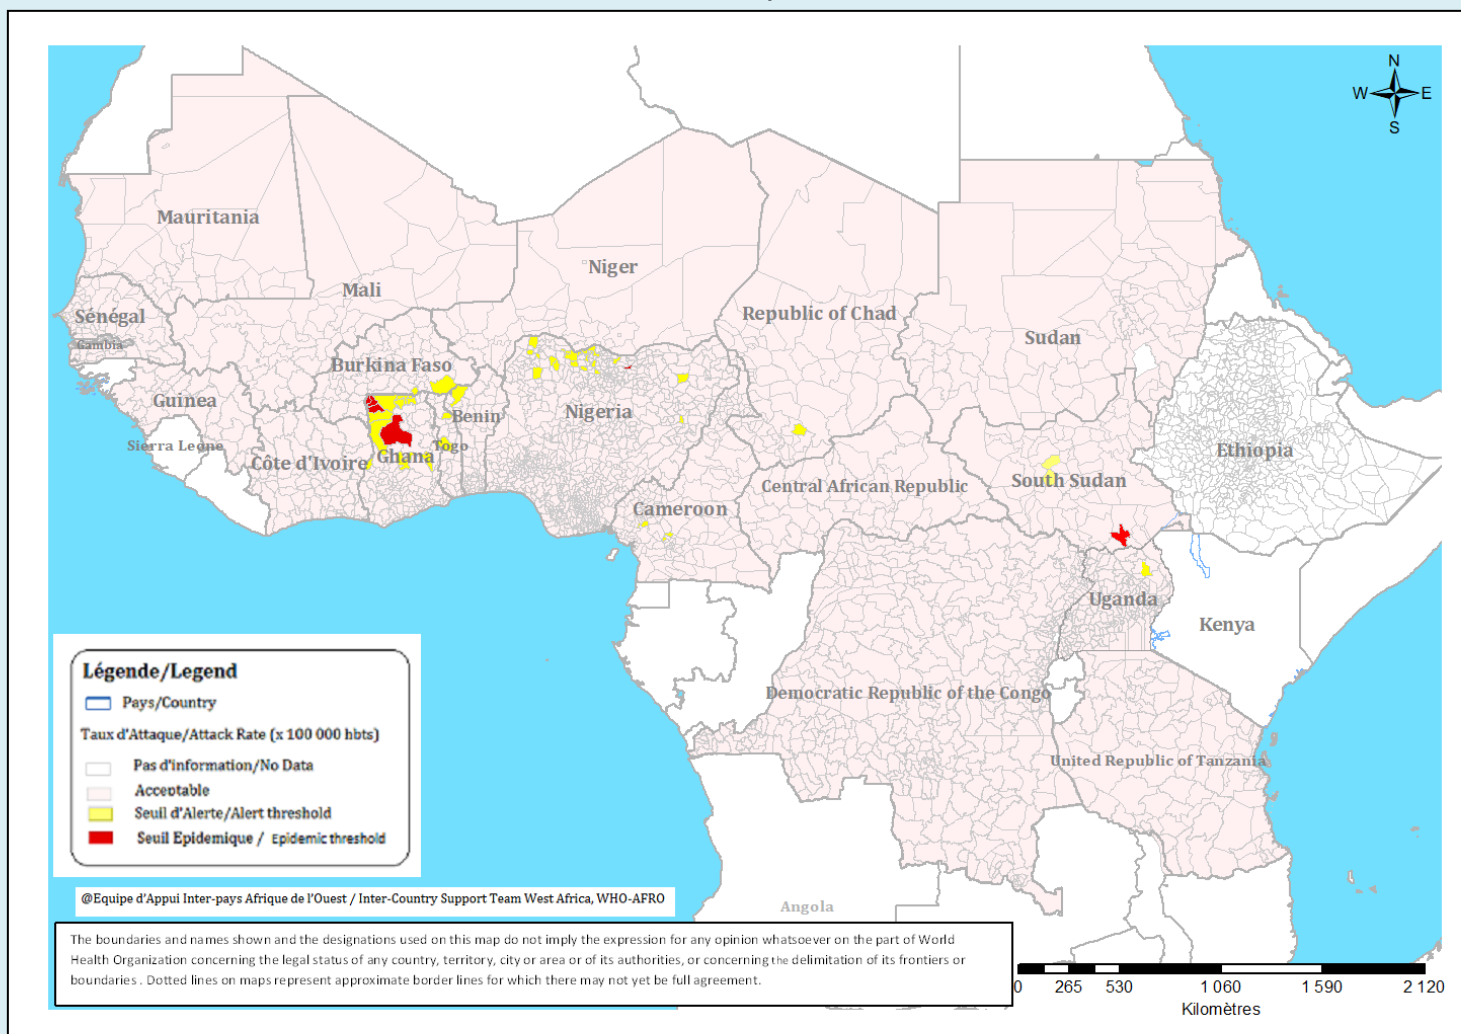 N
W E
S
Mauritania
Mali
Niger
Republic of Chad
Sudan
Sénégal
Gambia
Burkina Faso
Guinea
Benin
Nigeria
Sierra Leone
Côte d'Ivoire
Ghana
Togo
Ethiopia
South Sudan
Central African Republic
Cameroon
Uganda
Kenya
Democratic Republic of the Congo
United Republic of Tanzania
Angola
Légende/Legend
Pays/Country
Taux d'Attaque/Attack Rate (x 100 000 hbts)
Pas d'information/No Data
Acceptable
Seuil d'Alerte/Alert threshold
Seuil Epidemique / Epidemic threshold
@Equipe d'Appui Inter-pays Afrique de l'Ouest / Inter-Country Support Team West Africa, WHO-AFRO
The boundaries and names shown and the designations used on this map do not imply the expression for any opinion whatsoever on the part of World
Health Organization concerning the legal status of any country, territory, city or area or of its authorities, or concerning the delimitation of its frontiers or
boundaries . Dotted lines on maps represent approximate border lines for which there may not yet be full agreement.
0 265 530 1 060 1 590 2 120
Kilomètres